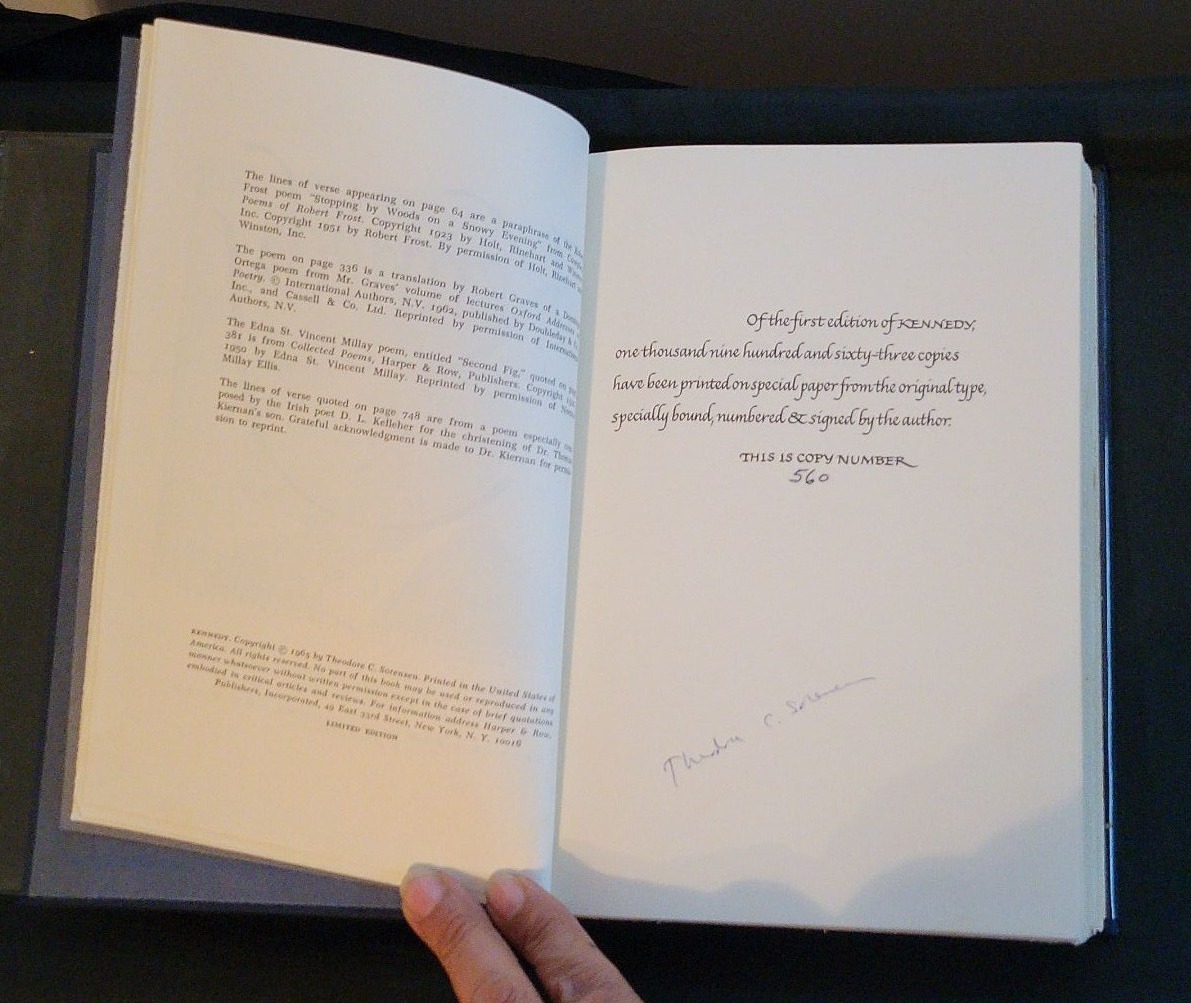 The lines of verse appearing on page 64 are a paraphrase of the
Frost poem "Stopping by Woods on a Snowy Evening" from
Poems of Robert Frost. Copyright 1923 by Holt, Rinehart and
Inc. Copyright 1951 by Robert Frost. By permission of Holt, Rinehart
Winston, Inc.
The poem on page 336 is a translation by Robert Graves of a
Ortega poem from Mr. Graves' volume of lectures Oxford Addresses
Poetry. © International Authors, N.V. 1962, published by Doubleday &
Inc., and Cassell & Co. Ltd. Reprinted by permission of
Authors, N.V.
The Edna St. Vincent Millay poem, entitled "Second Fig," quoted on
381 is from Collected Poems, Harper & Row, Publishers. Copyright
1950 by Edna St. Vincent Millay. Reprinted by permission of
Millay Ellis.
The lines of verse quoted on page 748 are from a poem especially
posed by the Irish poet D. L. Kelleher for the christening of Dr.
Kiernan's son. Grateful acknowledgment is made to Dr. Kiernan for
sion to reprint.
KENNEDY. Copyright © 1965 by Theodore C. Sorensen. Printed in the United States of
America. All rights reserved. No part of this book may be used or reproduced in any
manner whatsoever without written permission except in the case of brief quotations
embodied in critical articles and reviews. For information address Harper & Row,
Publishers, Incorporated, 49 East 33rd Street, New York, N. Y. 10016
LIMITED EDITION
Of the first edition of KENNEDY,
one thousand nine hundred and sixty-three copies
have been printed on special paper from the original type,
specially bound, numbered & signed by the author.
THIS IS COPY NUMBER
560
Theodore C. Sorensen